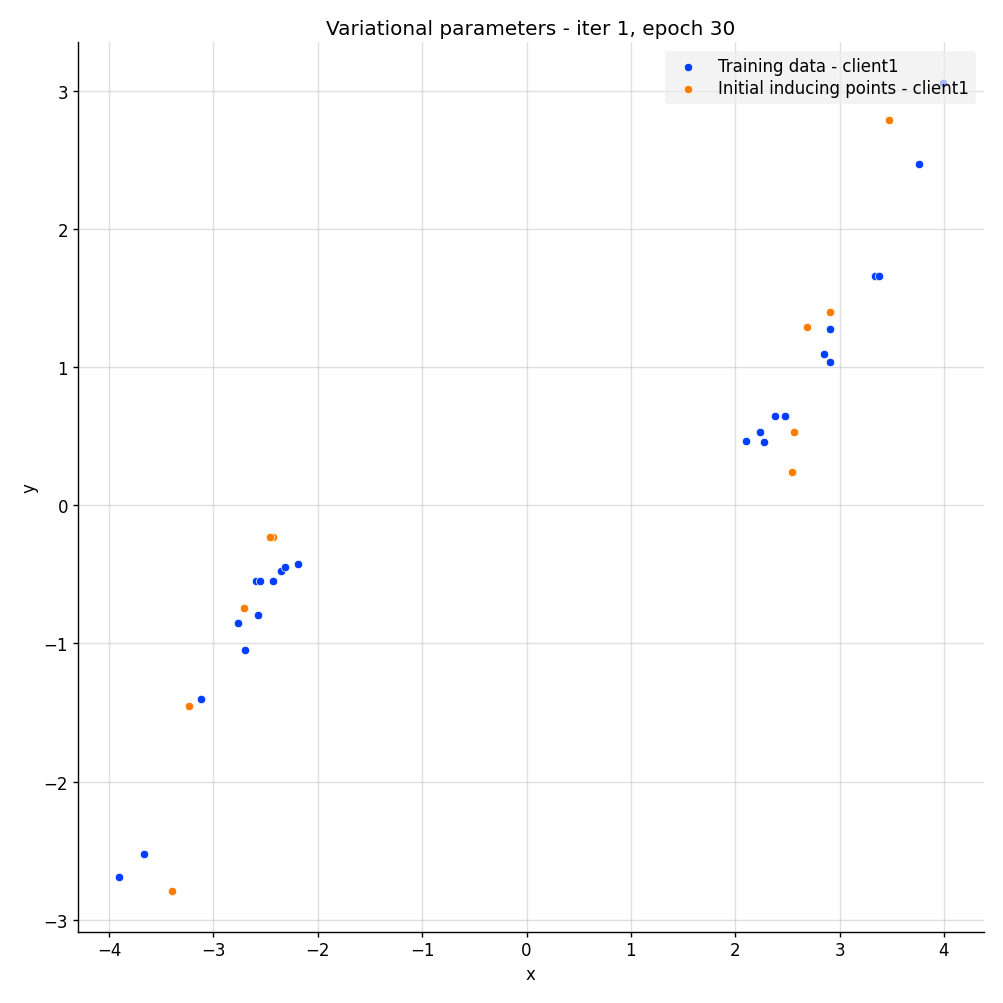 Variational parameters - iter 1, epoch 30
Training data - client1
Initial inducing points - client1
3
2
1
0
−1
−2
−3
y
−4 −3 −2 −1 0 1 2 3 4
x